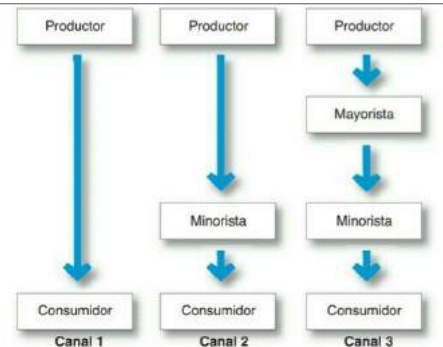 Productor
Productor
Productor
Mayorista
Minorista
Minorista
Consumidor
Consumidor
Consumidor
Canal 1
Canal 2
Canal 3